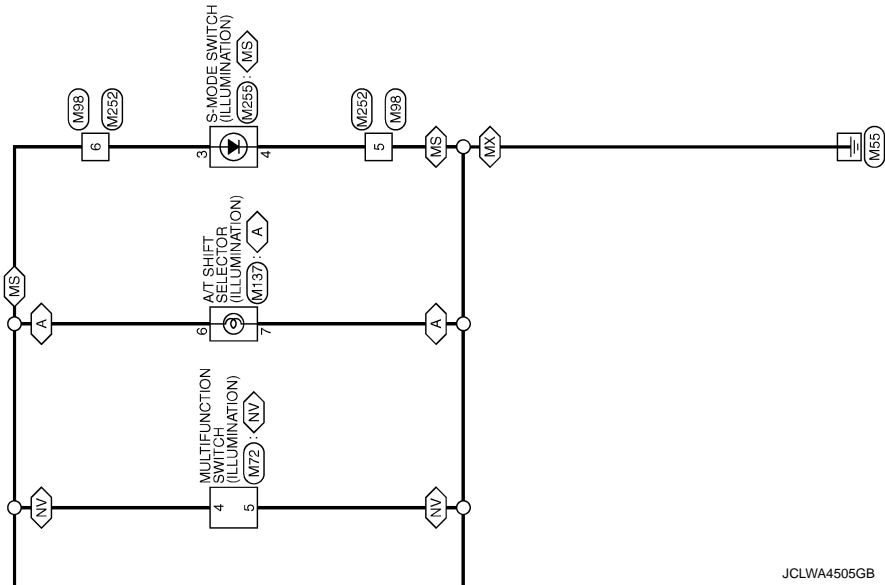 M98
M252
6
3
S-MODE SWITCH
(ILLUMINATION)
M255 : MS
4
M252
M98
5
MS
MX
M55
MS
A
6
A/T SHIFT
SELECTOR
(ILLUMINATION)
M137 : A
7
A
NV
MULTIFUNCTION
SWITCH
(ILLUMINATION)
M72 : NV
4
5
NV
JCLWA4505GB